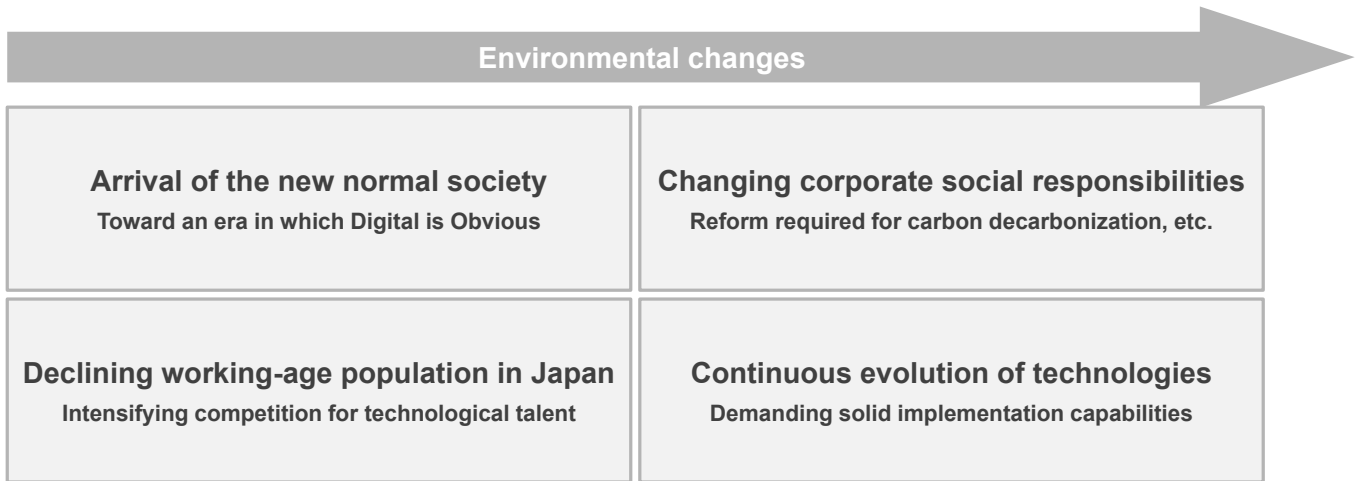 Environmental changes
Arrival of the new normal society
Toward an era in which Digital is Obvious
Changing corporate social responsibilities
Reform required for carbon decarbonization, etc.
Declining working-age population in Japan
Intensifying competition for technological talent
Continuous evolution of technologies
Demanding solid implementation capabilities